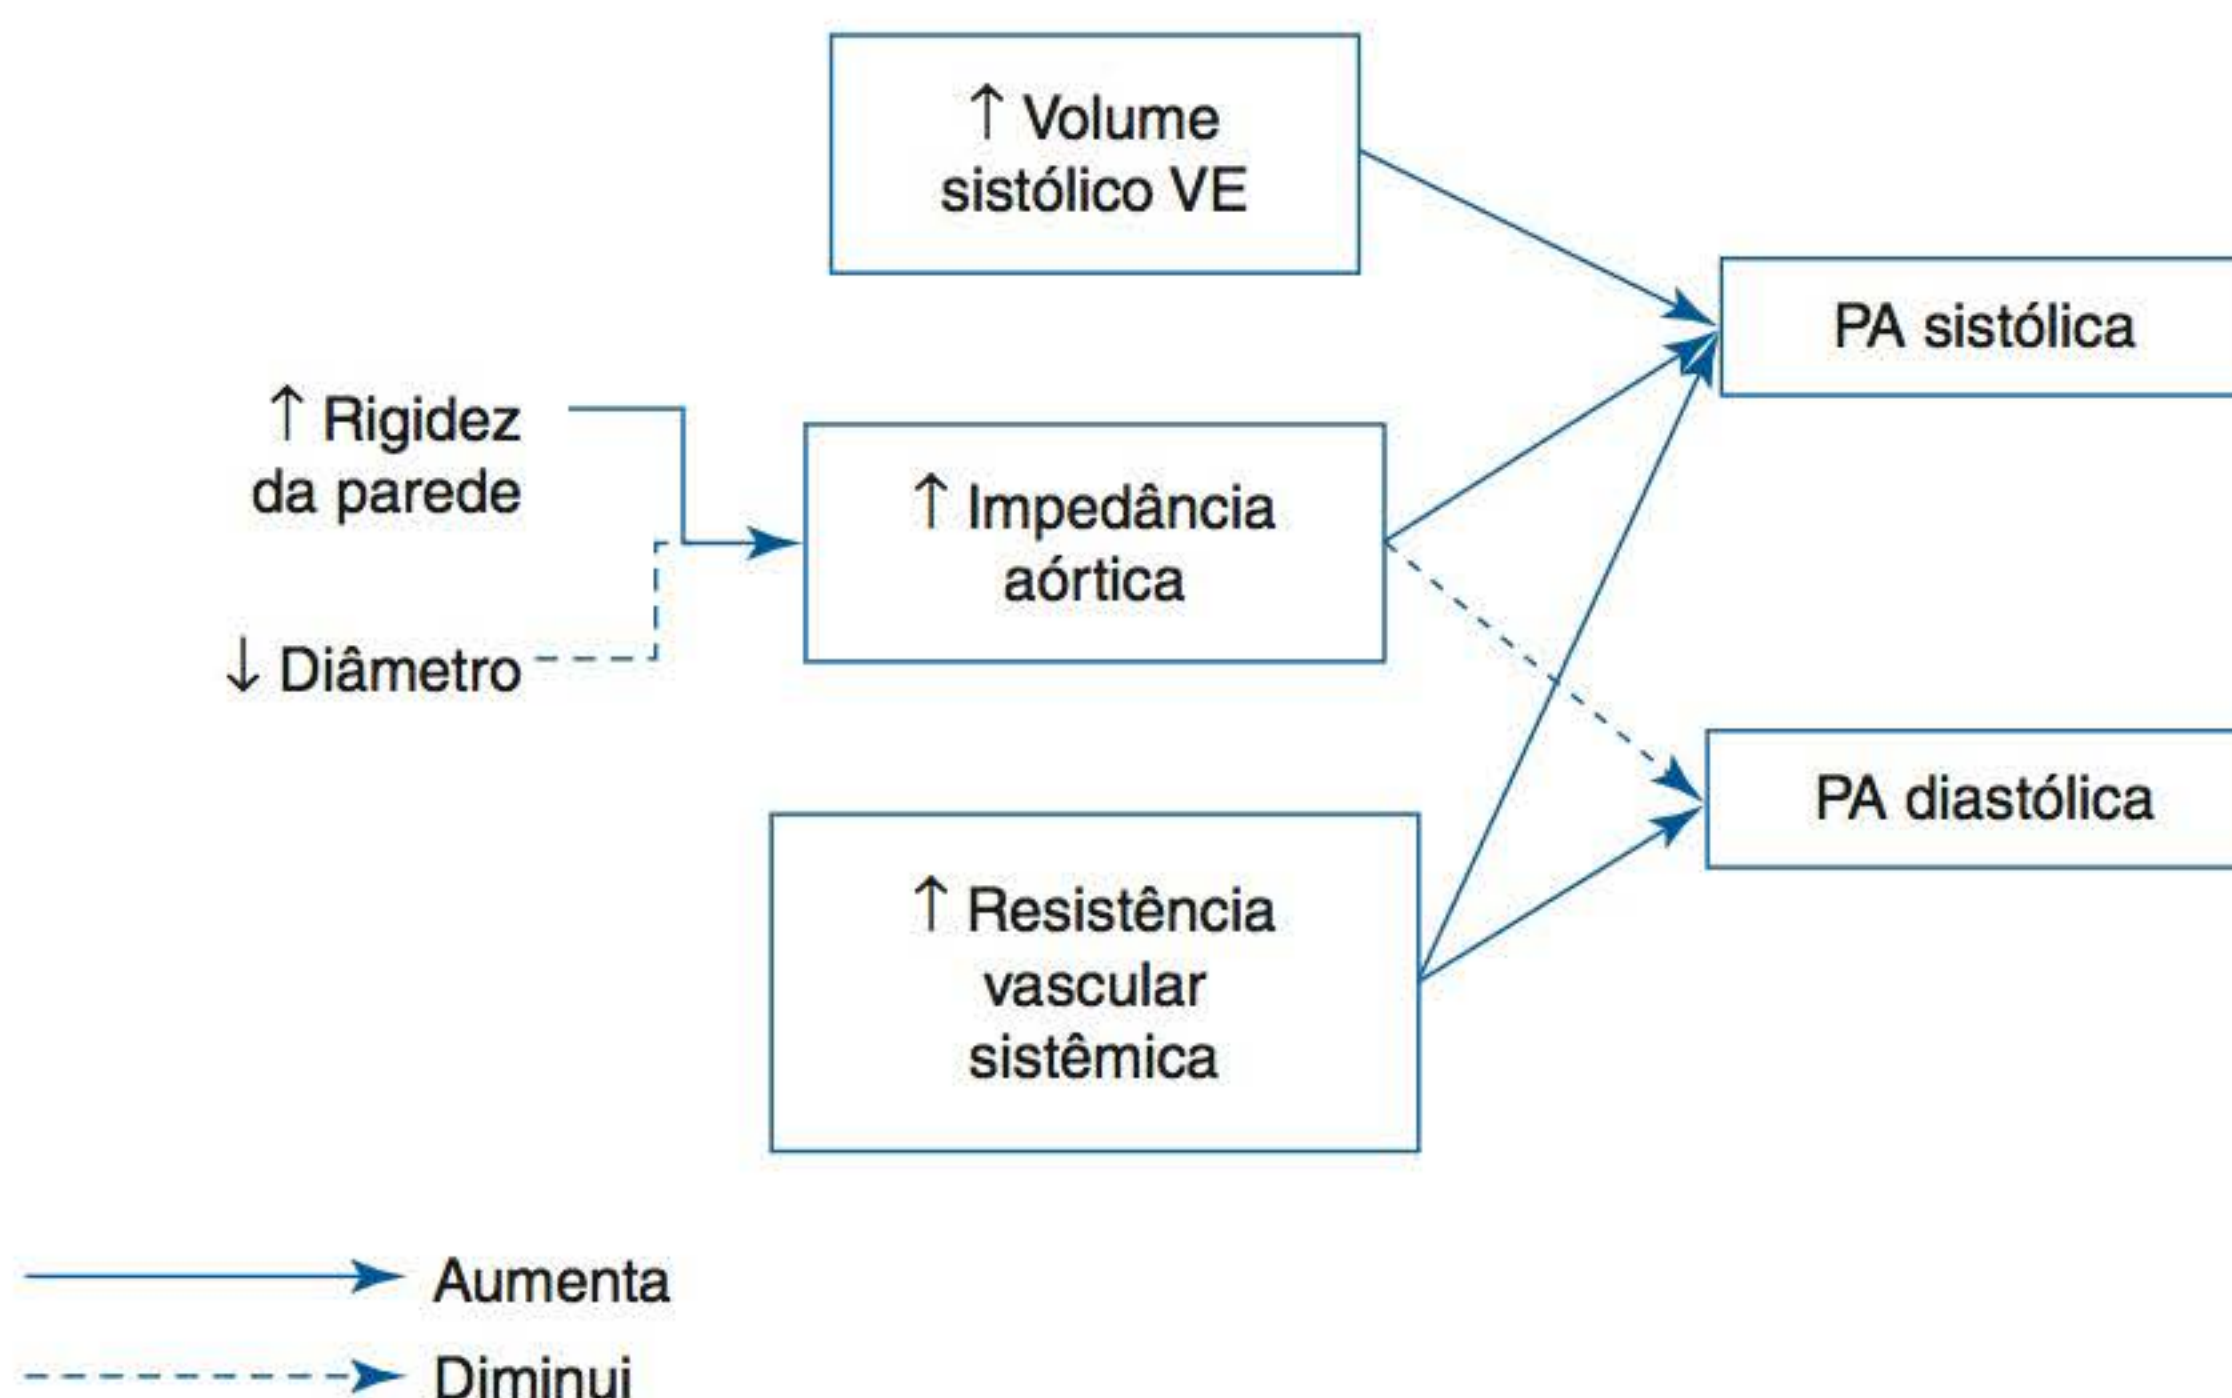 ↑ Volume
sistólico VE
PA sistólica
↑ Rigidez
da parede
↑ Impedância
aórtica
↓ Diâmetro
PA diastólica
↑ Resistência
vascular
sistêmica
Aumenta
Diminui